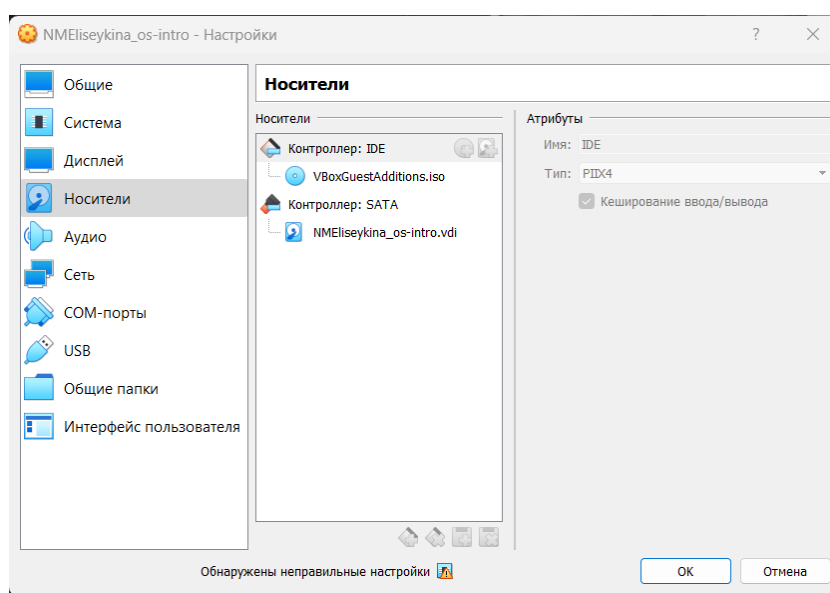 NMEliseykina_os-intro - Настройки
?
Общие
Система
Дисплей
Носители
Аудио
Сеть
COM-порты
USB
Общие папки
Интерфейс пользователя
Носители
Носители
Контроллер: IDE
VBoxGuestAdditions.iso
Контроллер: SATA
NMEliseykina_os-intro.vdi
Атрибуты
Имя: IDE
Тип: PIIX4
Кеширование ввода/вывода
Обнаружены неправильные настройки
OK
Отмена